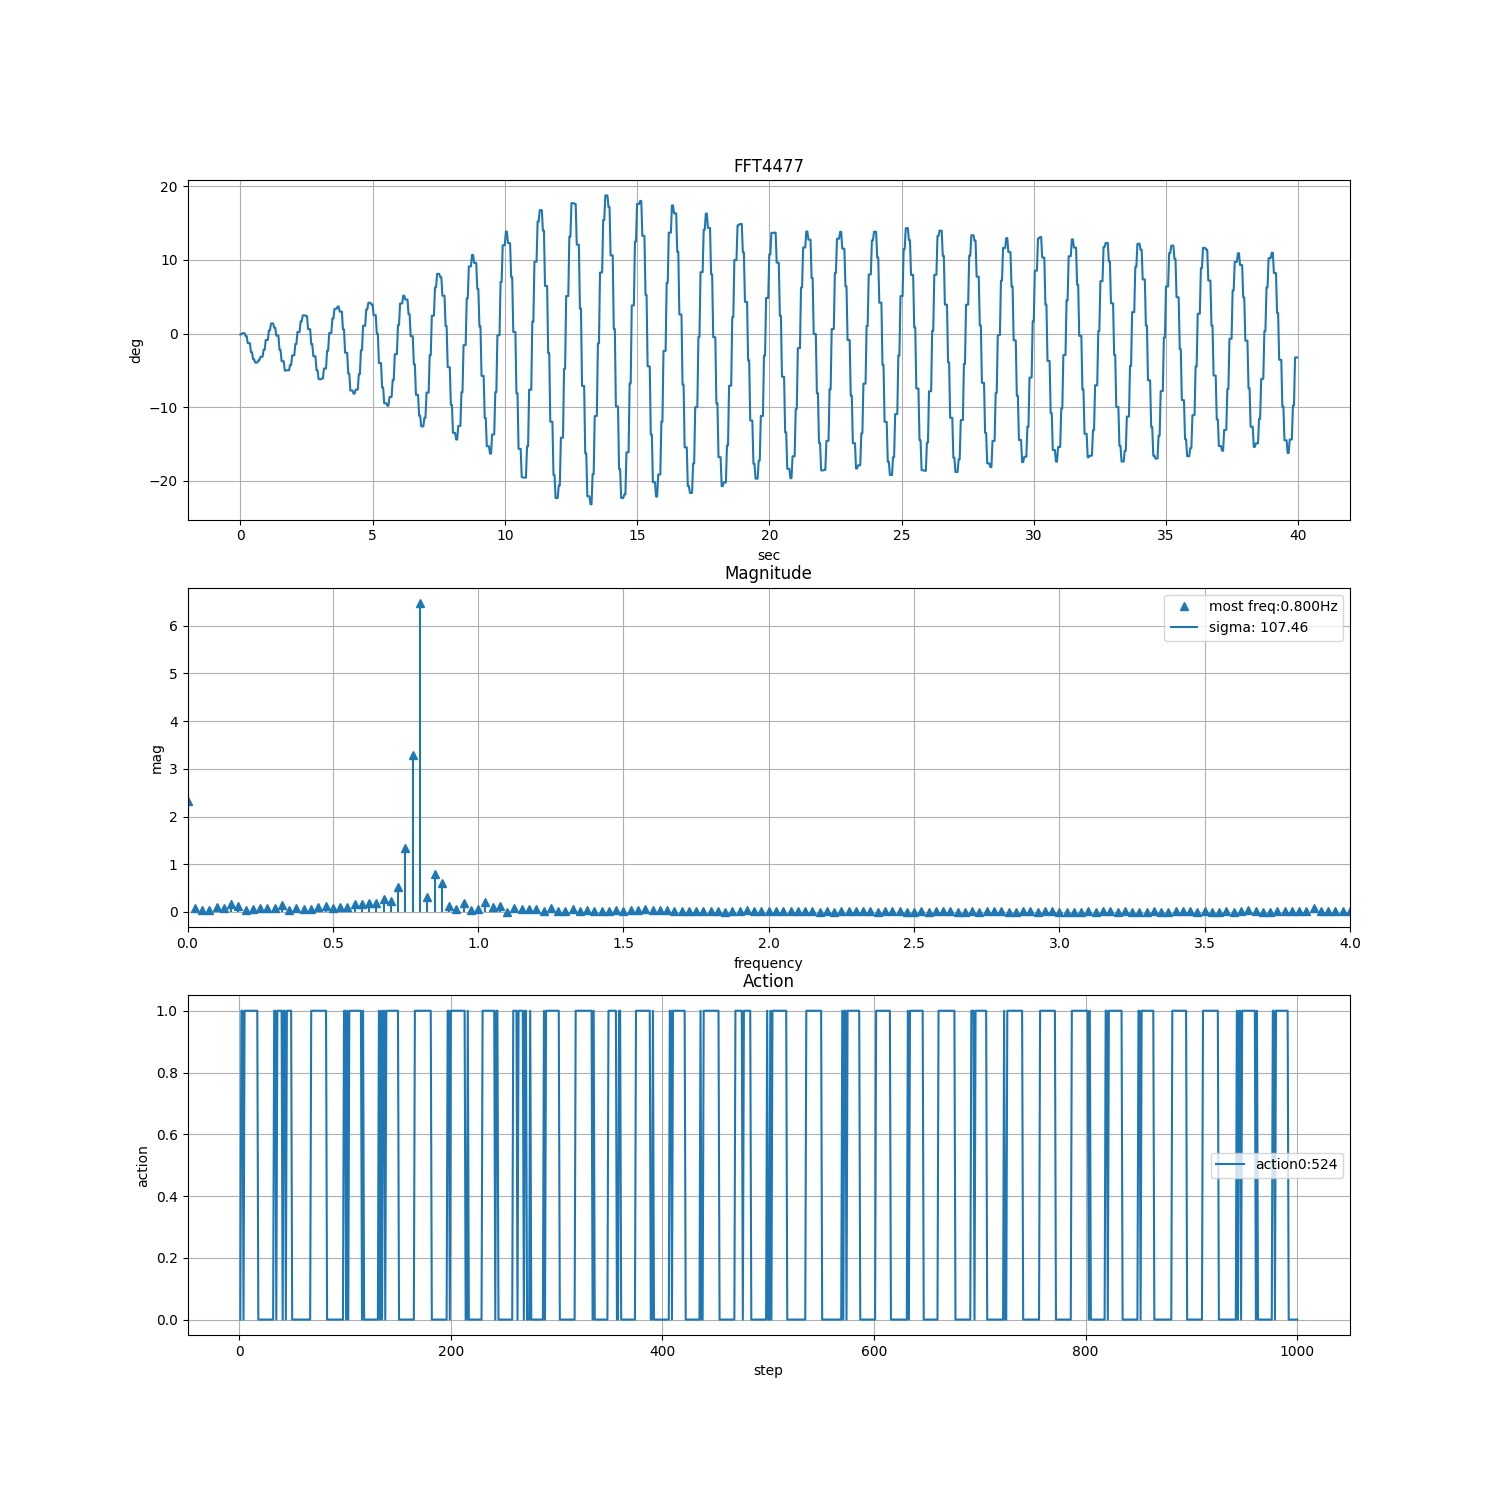 FFT4477
20
10
0
−10
−20
deg
0 5 10 15 20 25 30 35 40
sec
Magnitude
most freq:0.800Hz
sigma: 107.46
6
5
4
3
2
1
0
mag
0.0 0.5 1.0 1.5 2.0 2.5 3.0 3.5 4.0
frequency
Action
1.0
0.8
0.6
0.4
0.2
0.0
action
action0:524
0 200 400 600 800 1000
step